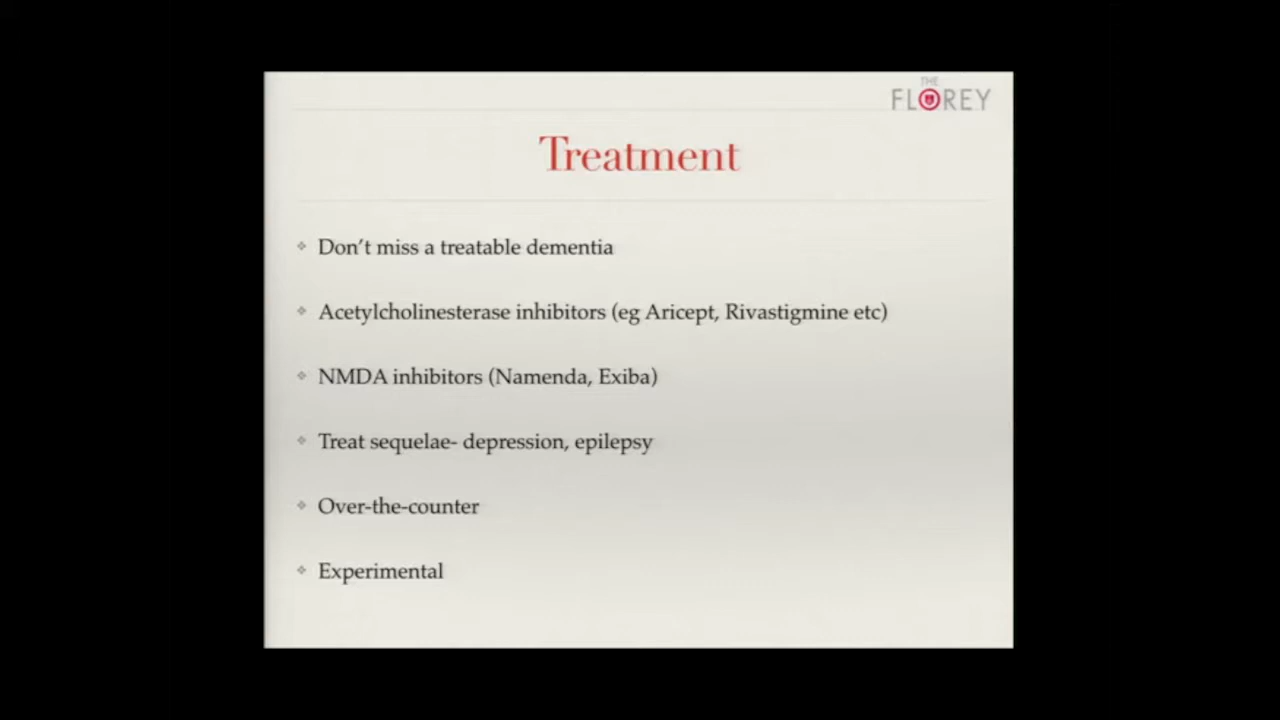 THE
FLOREY
Treatment
Don't miss a treatable dementia
Acetylcholinesterase inhibitors (eg Aricept, Rivastigmine etc)
NMDA inhibitors (Namenda, Exiba)
Treat sequelae- depression, epilepsy
Over-the-counter
Experimental